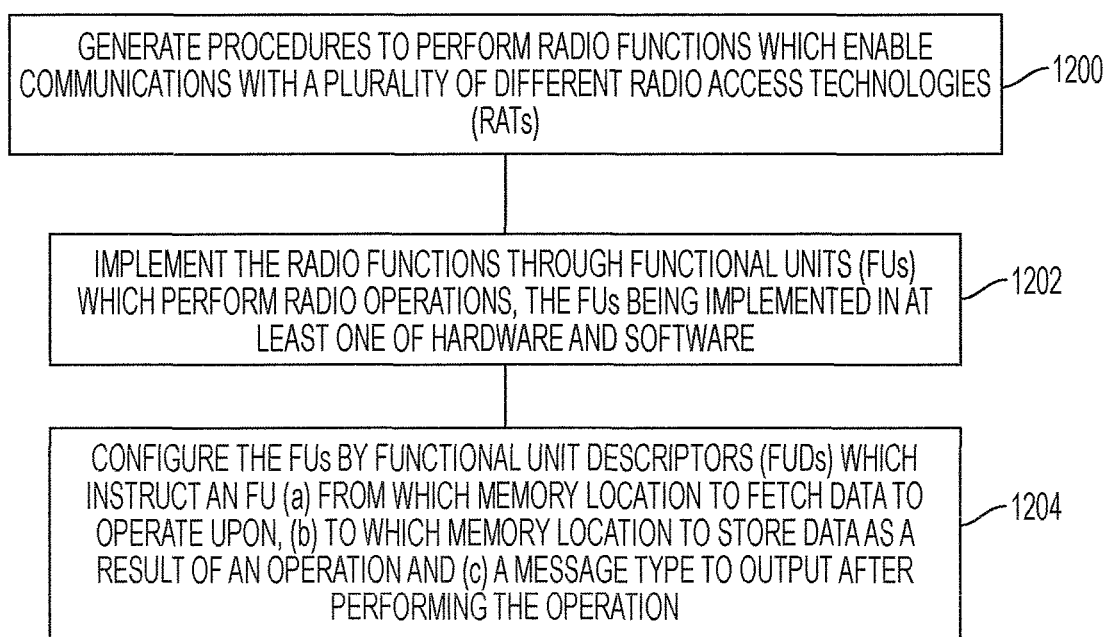 GENERATE PROCEDURES TO PERFORM RADIO FUNCTIONS WHICH ENABLE
COMMUNICATIONS WITH A PLURALITY OF DIFFERENT RADIO ACCESS TECHNOLOGIES
(RATs)
1200
IMPLEMENT THE RADIO FUNCTIONS THROUGH FUNCTIONAL UNITS (FUs)
WHICH PERFORM RADIO OPERATIONS, THE FUs BEING IMPLEMENTED IN AT
LEAST ONE OF HARDWARE AND SOFTWARE
1202
CONFIGURE THE FUs BY FUNCTIONAL UNIT DESCRIPTORS (FUDs) WHICH
INSTRUCT AN FU (a) FROM WHICH MEMORY LOCATION TO FETCH DATA TO
OPERATE UPON, (b) TO WHICH MEMORY LOCATION TO STORE DATA AS A
RESULT OF AN OPERATION AND (c) A MESSAGE TYPE TO OUTPUT AFTER
PERFORMING THE OPERATION
1204